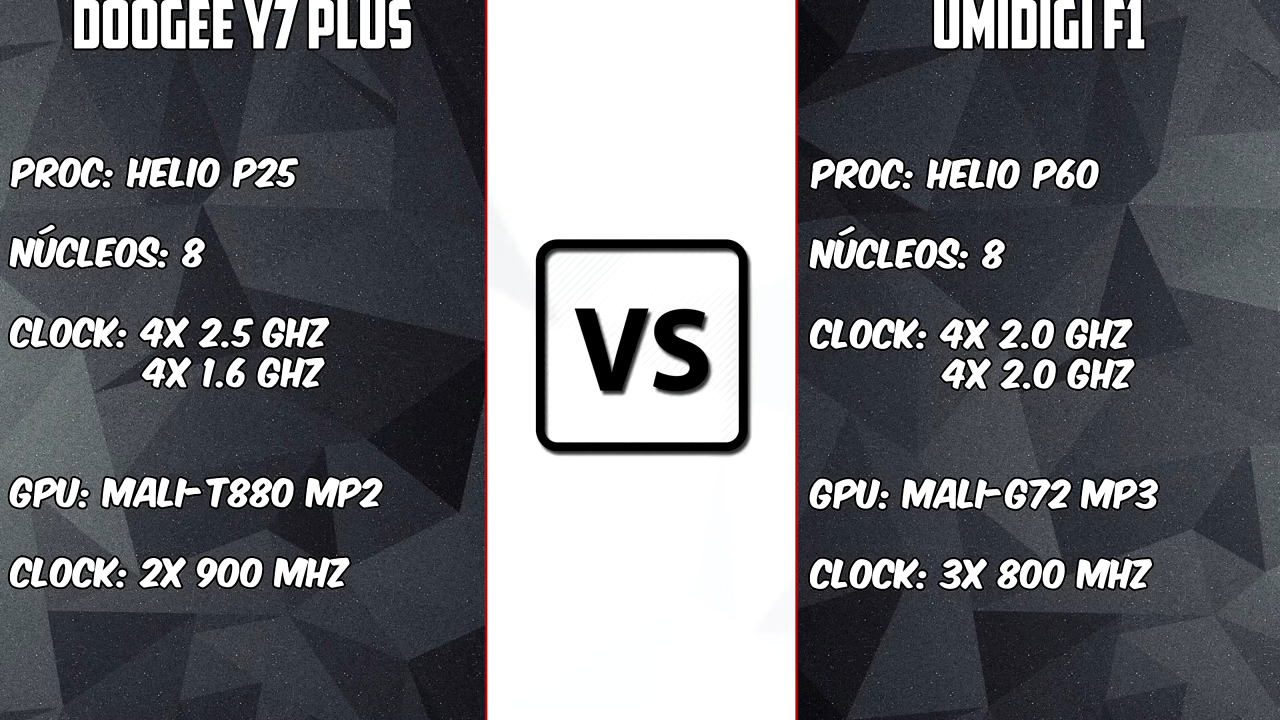 DOOGEE Y7 PLUS
PROC: HELIO P25
NÚCLEOS: 8
CLOCK: 4X 2.5 GHZ
4X 1.6 GHZ
GPU: MALI-T880 MP2
CLOCK: 2X 900 MHZ
VS
UMIDIGI F1
PROC: HELIO P60
NÚCLEOS: 8
CLOCK: 4X 2.0 GHZ
4X 2.0 GHZ
GPU: MALI-G72 MP3
CLOCK: 3X 800 MHZ